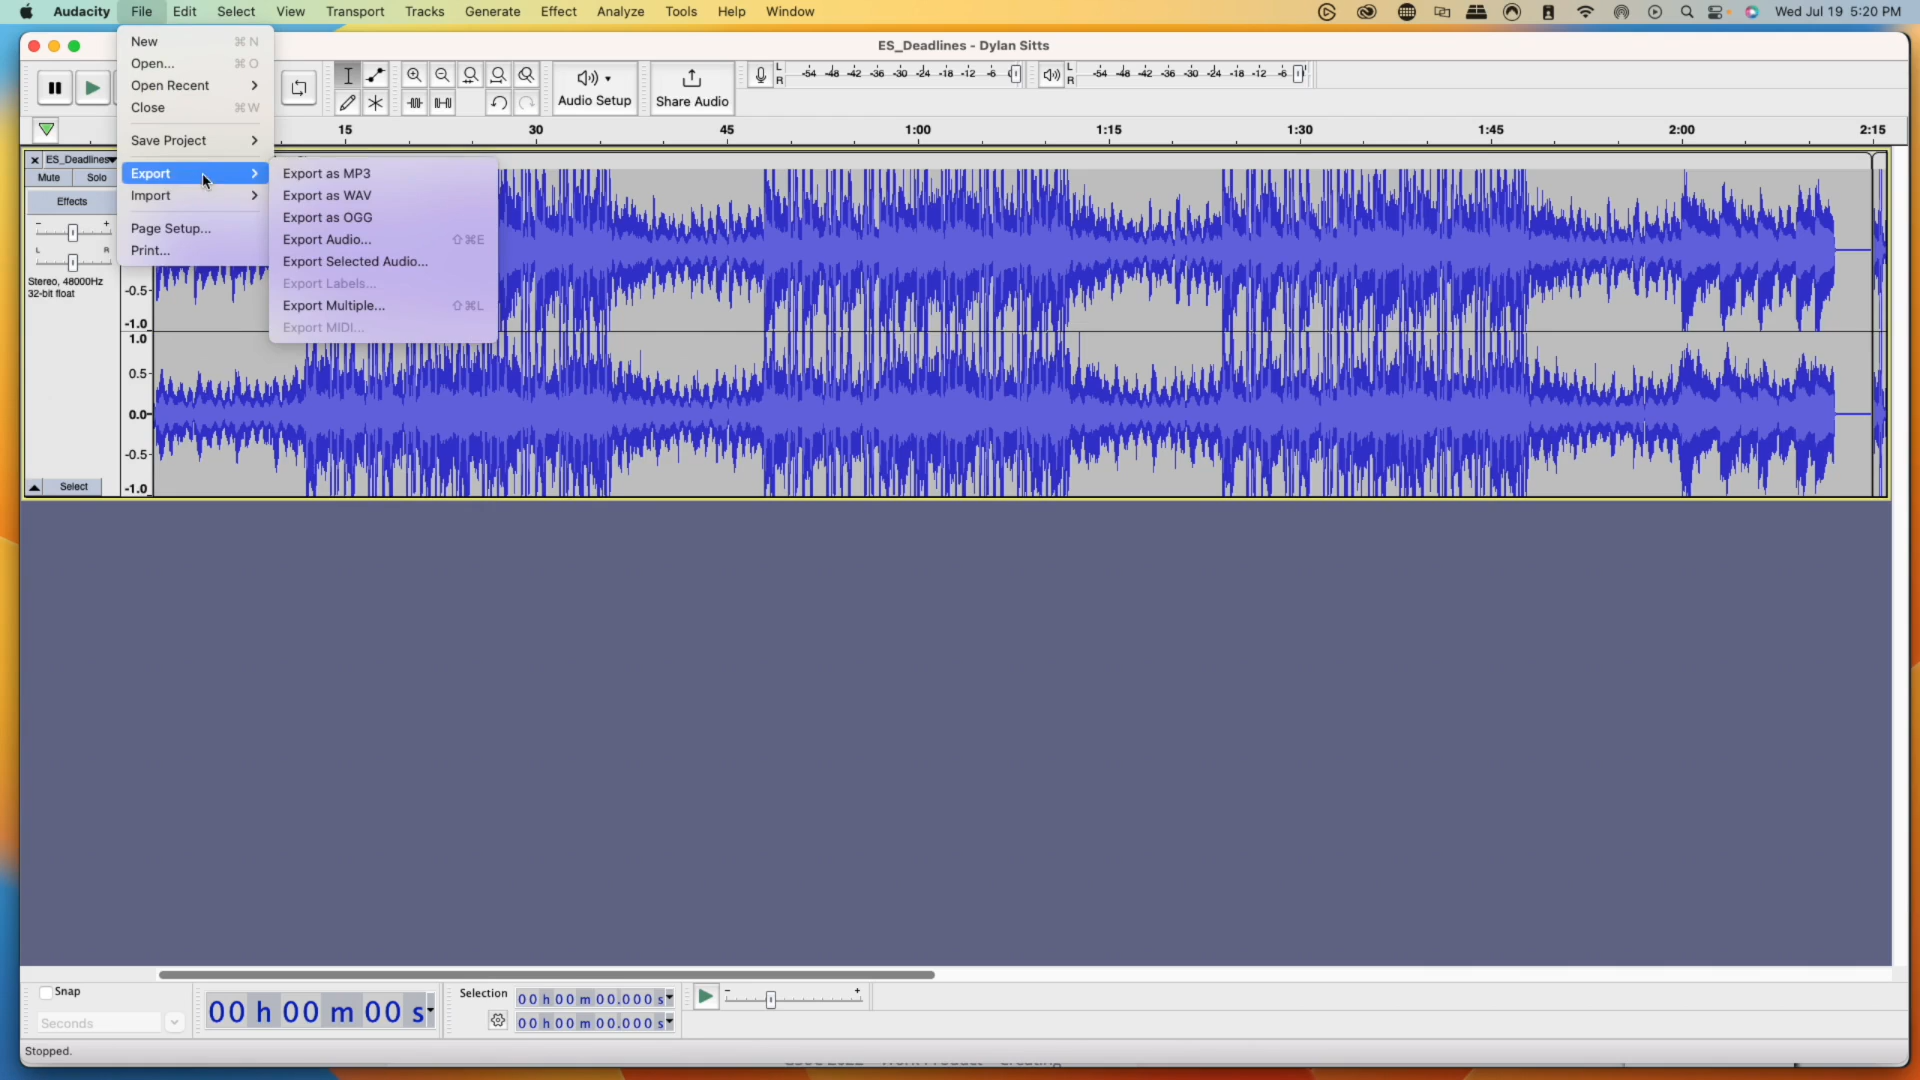 Audacity File Edit Select View Transport Tracks Generate Effect Analyze Tools Help Window Wed Jul 19 5:20 PM
ES_Deadlines - Dylan Sitts
New ⌘ N
Open... ⌘ O
Open Recent
Close ⌘ W
Save Project
Export
Import
Page Setup...
Print...
Export as MP3
Export as WAV
Export as OGG
Export Audio... ⇧⌘E
Export Selected Audio...
Export Labels...
Export Multiple... ⇧⌘L
Export MIDI...
Audio Setup
Share Audio
L
R
-54 -48 -42 -36 -30 -24 -18 -12 -6
L
R
-54 -48 -42 -36 -30 -24 -18 -12 -6
15 30 45 1:00 1:15 1:30 1:45 2:00 2:15
ES_Deadlines
Mute Solo
Effects
- +
L R
Stereo, 48000Hz
32-bit float
-0.5
-1.0
1.0
0.5
0.0
-0.5
-1.0
Select
Snap
Seconds
00 h 00 m 00 s
Selection
00 h 00 m 00.000 s
00 h 00 m 00.000 s
- +
Stopped.